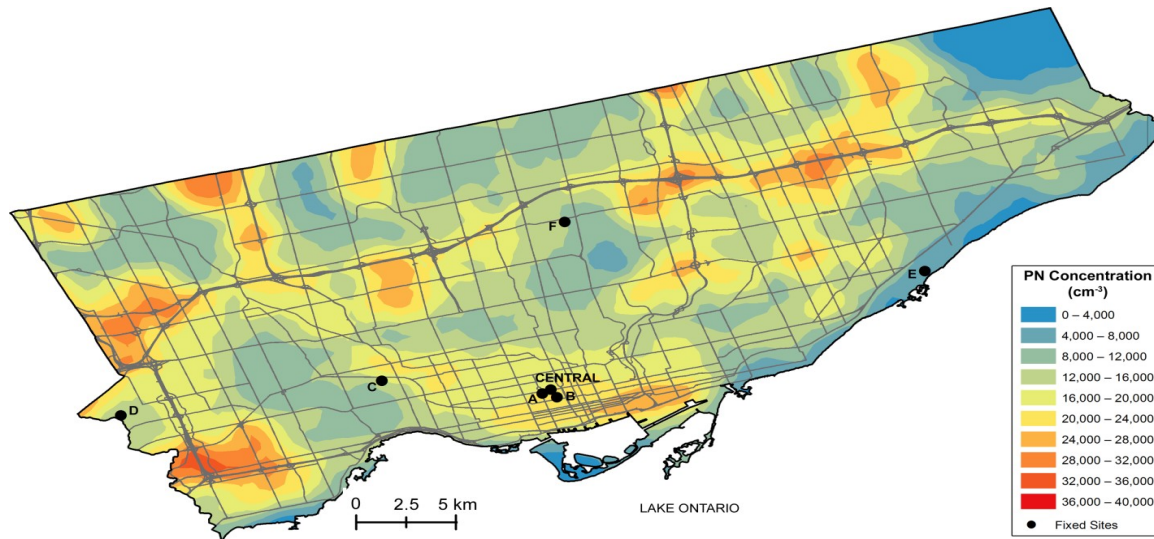 F
E
C
CENTRAL
A
B
D
0 2.5 5 km
LAKE ONTARIO
PN Concentration
(cm⁻³)
0 – 4,000
4,000 – 8,000
8,000 – 12,000
12,000 – 16,000
16,000 – 20,000
20,000 – 24,000
24,000 – 28,000
28,000 – 32,000
32,000 – 36,000
36,000 – 40,000
Fixed Sites